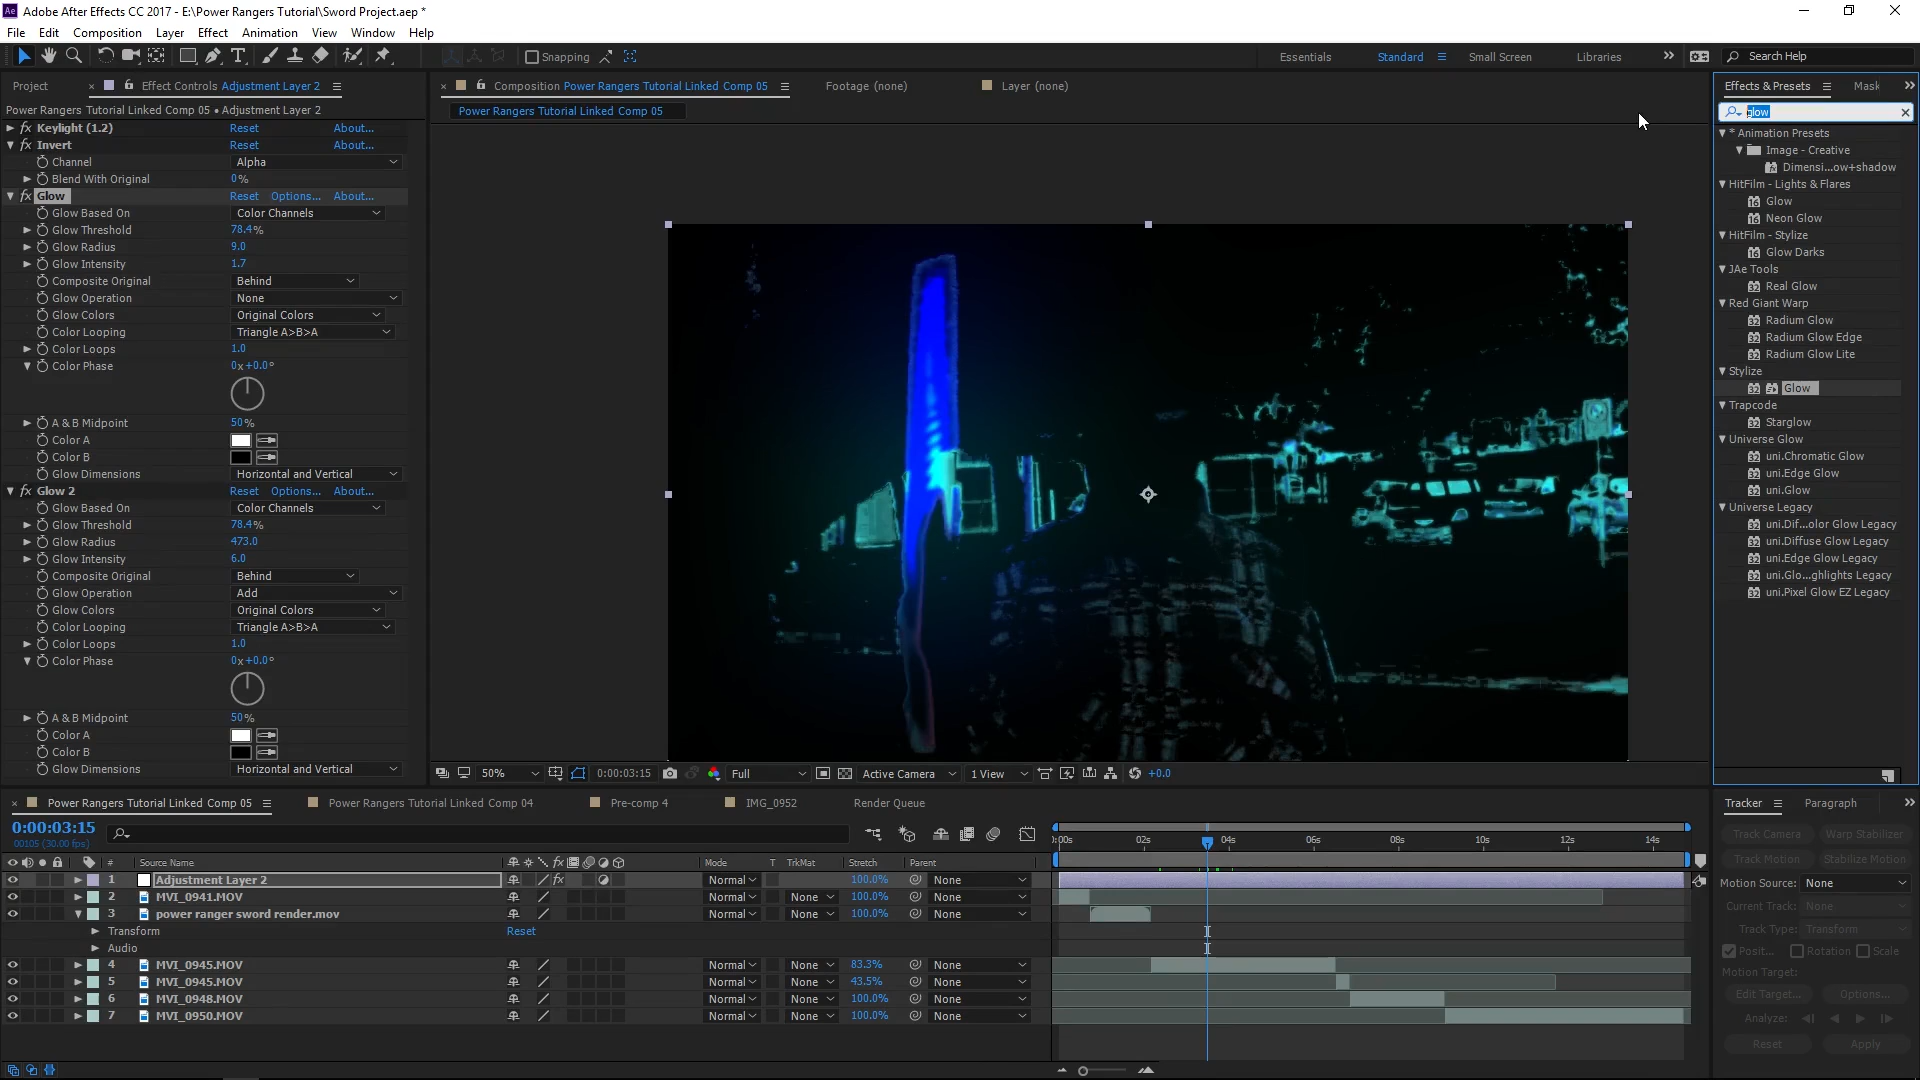 Adobe After Effects CC 2017 - E:\Power Rangers Tutorial\Sword Project.aep *
File Edit Composition Layer Effect Animation View Window Help
Snapping Essentials Standard Small Screen Libraries Search Help
Project Effect Controls Adjustment Layer 2
Composition Power Rangers Tutorial Linked Comp 05 Footage (none) Layer (none)
Effects & Presets Mask
Power Rangers Tutorial Linked Comp 05 • Adjustment Layer 2
Power Rangers Tutorial Linked Comp 05
glow
fx Keylight (1.2) Reset About...
fx Invert Reset About...
Channel Alpha
Blend With Original 0%
fx Glow Reset Options... About...
Glow Based On Color Channels
Glow Threshold 78.4%
Glow Radius 9.0
Glow Intensity 1.7
Composite Original Behind
Glow Operation None
Glow Colors Original Colors
Color Looping Triangle A>B>A
Color Loops 1.0
Color Phase 0x+0.0°
A & B Midpoint 50%
Color A
Color B
Glow Dimensions Horizontal and Vertical
fx Glow 2 Reset Options... About...
Glow Based On Color Channels
Glow Threshold 78.4%
Glow Radius 473.0
Glow Intensity 6.0
Composite Original Behind
Glow Operation Add
Glow Colors Original Colors
Color Looping Triangle A>B>A
Color Loops 1.0
Color Phase 0x+0.0°
A & B Midpoint 50%
Color A
Color B
Glow Dimensions Horizontal and Vertical
* Animation Presets
Image - Creative
Dimensi...ow+shadow
HitFilm - Lights & Flares
Glow
Neon Glow
HitFilm - Stylize
Glow Darks
JAe Tools
Real Glow
Red Giant Warp
Radium Glow
Radium Glow Edge
Radium Glow Lite
Stylize
Glow
Trapcode
Starglow
Universe Glow
uni.Chromatic Glow
uni.Edge Glow
uni.Glow
Universe Legacy
uni.Dif...olor Glow Legacy
uni.Diffuse Glow Legacy
uni.Edge Glow Legacy
uni.Glo...ghlights Legacy
uni.Pixel Glow EZ Legacy
50% 0:00:03:15 Full Active Camera 1 View +0.0
Power Rangers Tutorial Linked Comp 05 Power Rangers Tutorial Linked Comp 04 Pre-comp 4 IMG_0952 Render Queue
0:00:03:15
00105 (30.00 fps)
:00s 02s 04s 06s 08s 10s 12s 14s
# Source Name fx Mode T TrkMat Stretch Parent
1 Adjustment Layer 2 fx Normal 100.0% None
2 MVI_0941.MOV Normal None 100.0% None
3 power ranger sword render.mov Normal None 100.0% None
Transform Reset
Audio
4 MVI_0945.MOV Normal None 83.3% None
5 MVI_0945.MOV Normal None 43.5% None
6 MVI_0948.MOV Normal None 100.0% None
7 MVI_0950.MOV Normal None 100.0% None
Tracker Paragraph
Track Camera Warp Stabilizer
Track Motion Stabilize Motion
Motion Source: None
Current Track: None
Track Type: Transform
Posit... Rotation Scale
Motion Target:
Edit Target... Options...
Analyze:
Reset Apply